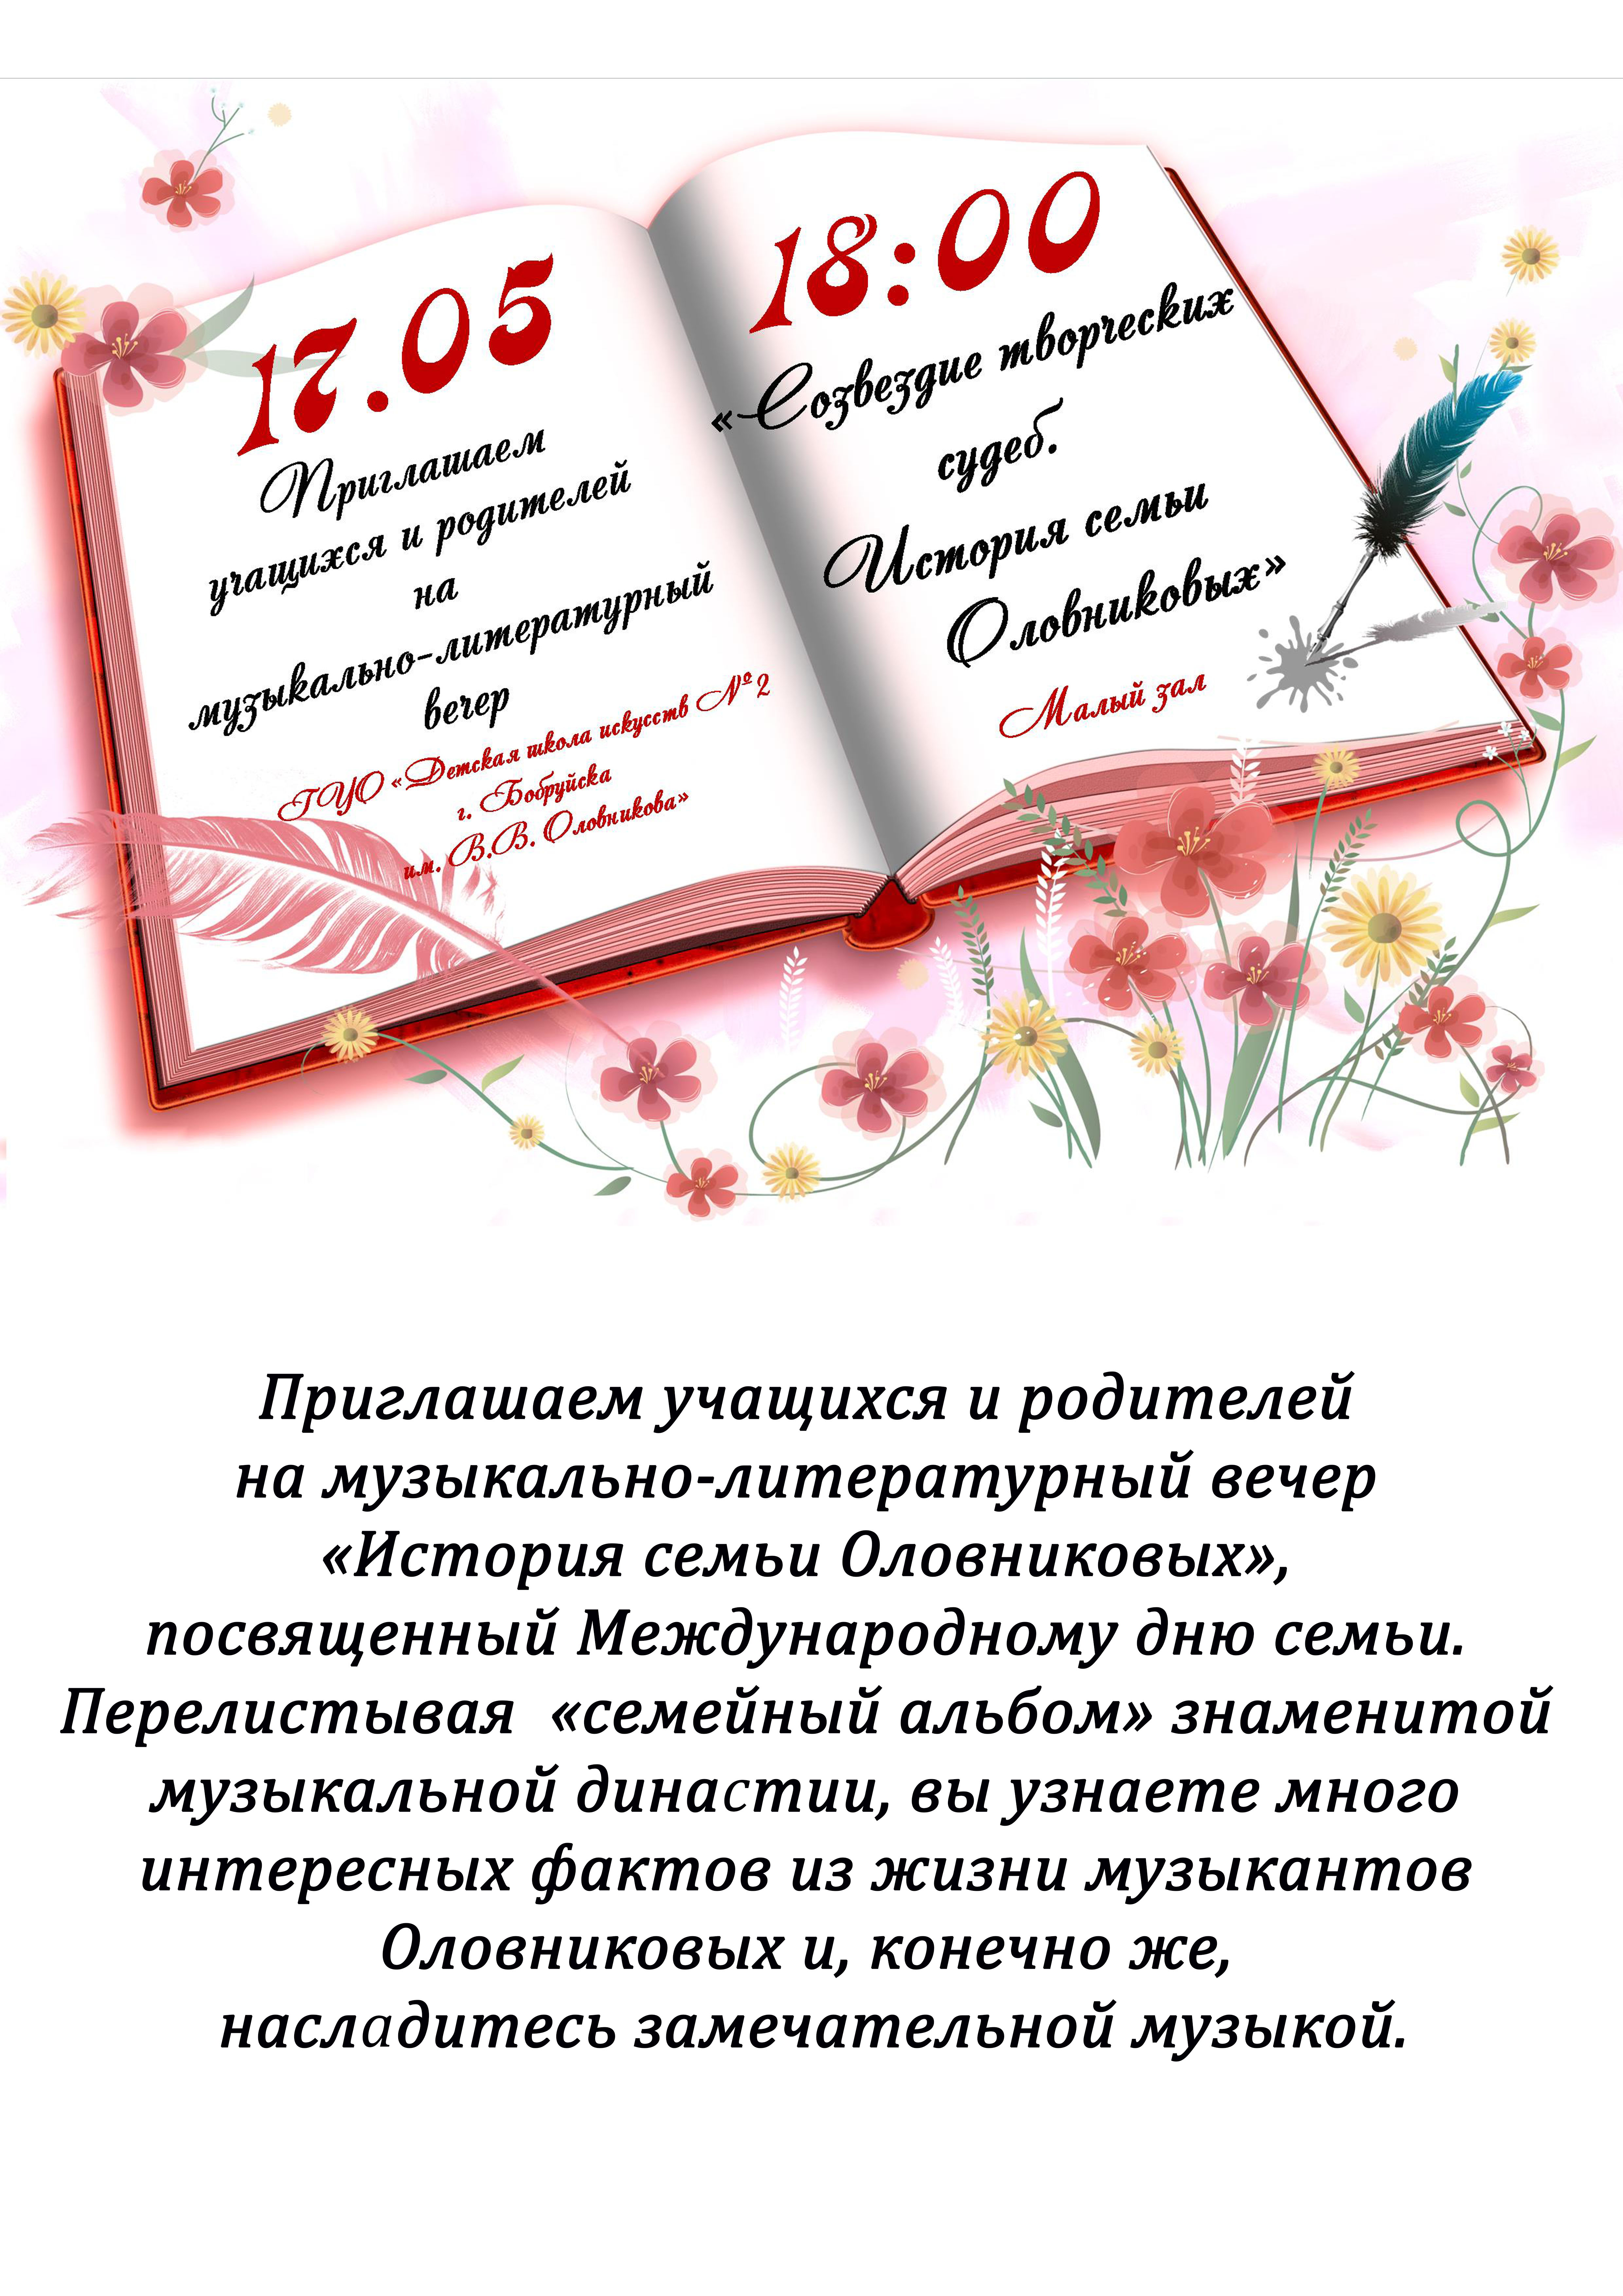 17.05
Приглашаем
учащихся и родителей
на
музыкально-литературный
вечер
ГУО «Детская школа искусств № 2
г. Бобруйска
им. В.В. Оловникова»
18:00
«Созвездие творческих
судеб.
История семьи
Оловниковых»
Малый зал
Приглашаем учащихся и родителей
на музыкально-литературный вечер
«История семьи Оловниковых»,
посвященный Международному дню семьи.
Перелистывая «семейный альбом» знаменитой
музыкальной династии, вы узнаете много
интересных фактов из жизни музыкантов
Оловниковых и, конечно же,
насладитесь замечательной музыкой.